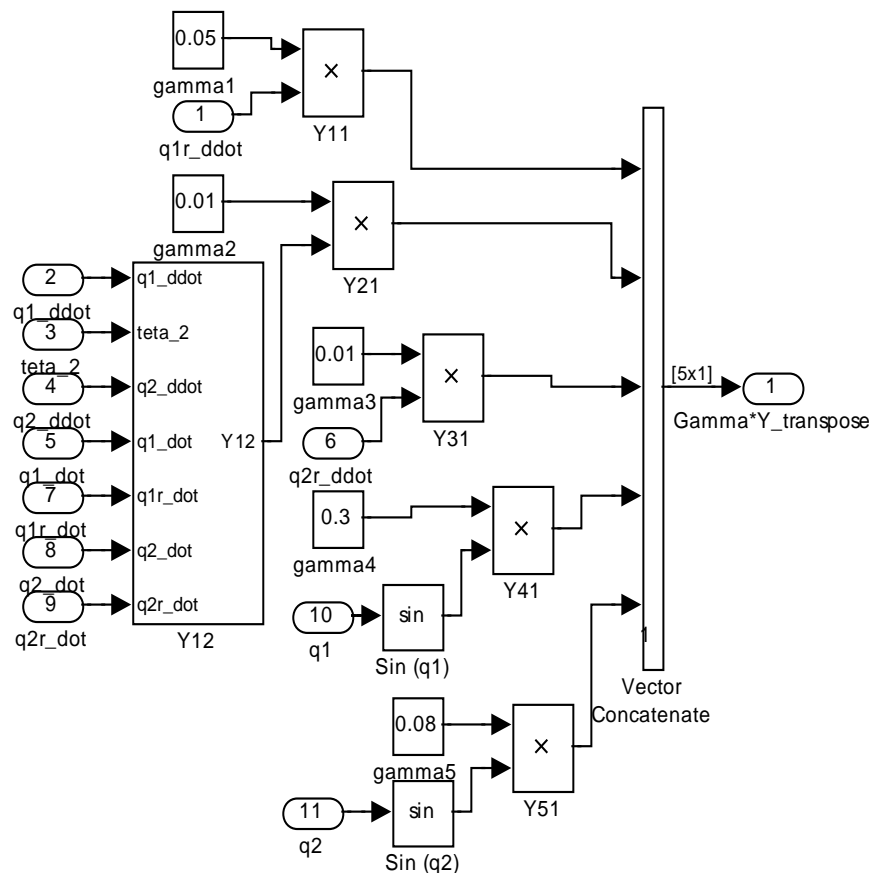 0.05
gamma1
1
q1r_ddot
×
Y11
0.01
gamma2
×
Y21
2
q1_ddot
3
teta_2
4
q2_ddot
5
q1_dot
7
q1r_dot
8
q2_dot
9
q2r_dot
q1_ddot
teta_2
q2_ddot
q1_dot
q1r_dot
q2_dot
q2r_dot
Y12
Y12
0.01
gamma3
6
q2r_ddot
×
Y31
0.3
gamma4
10
q1
sin
Sin (q1)
×
Y41
0.08
gamma5
11
q2
sin
Sin (q2)
×
Y51
1
Vector
Concatenate
[5x1]
1
Gamma*Y_transpose